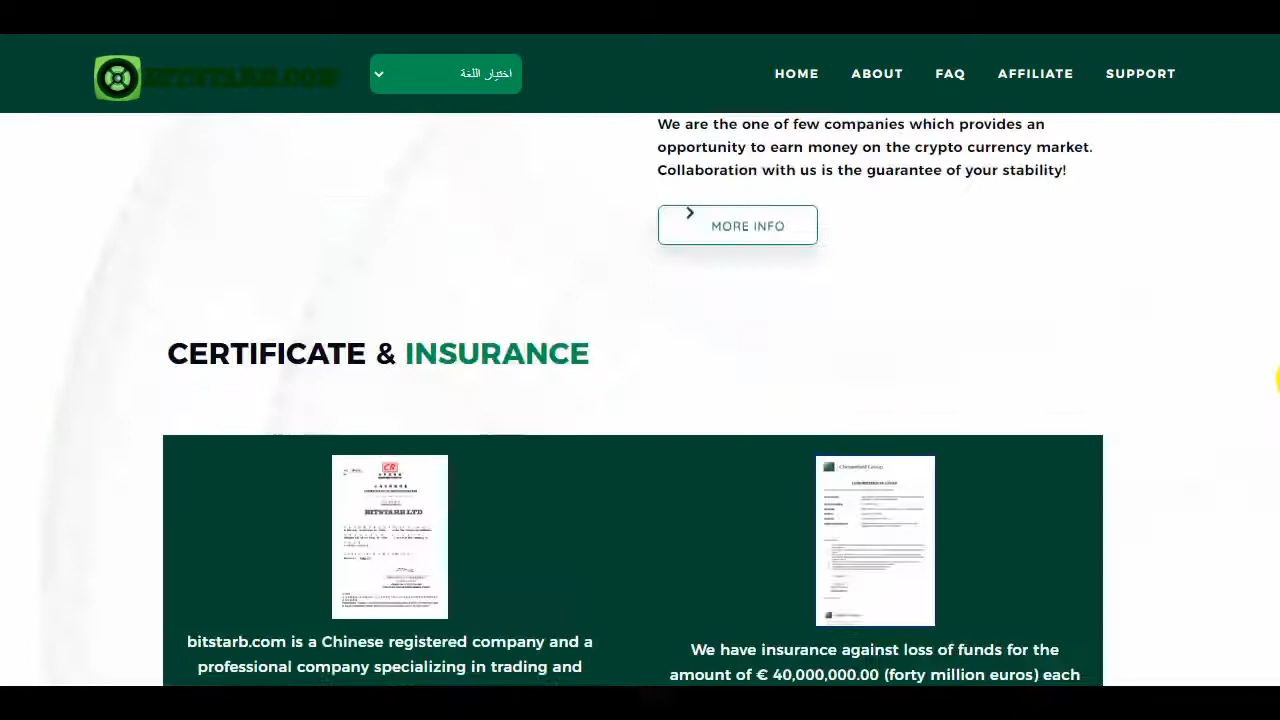 BITSTARB.COM
اختيار اللغة
HOME
ABOUT
FAQ
AFFILIATE
SUPPORT
We are the one of few companies which provides an
opportunity to earn money on the crypto currency market.
Collaboration with us is the guarantee of your stability!
MORE INFO
CERTIFICATE & INSURANCE
CR
BITSTARB LTD
bitstarb.com is a Chinese registered company and a
professional company specializing in trading and
We have insurance against loss of funds for the
amount of € 40,000,000.00 (forty million euros) each